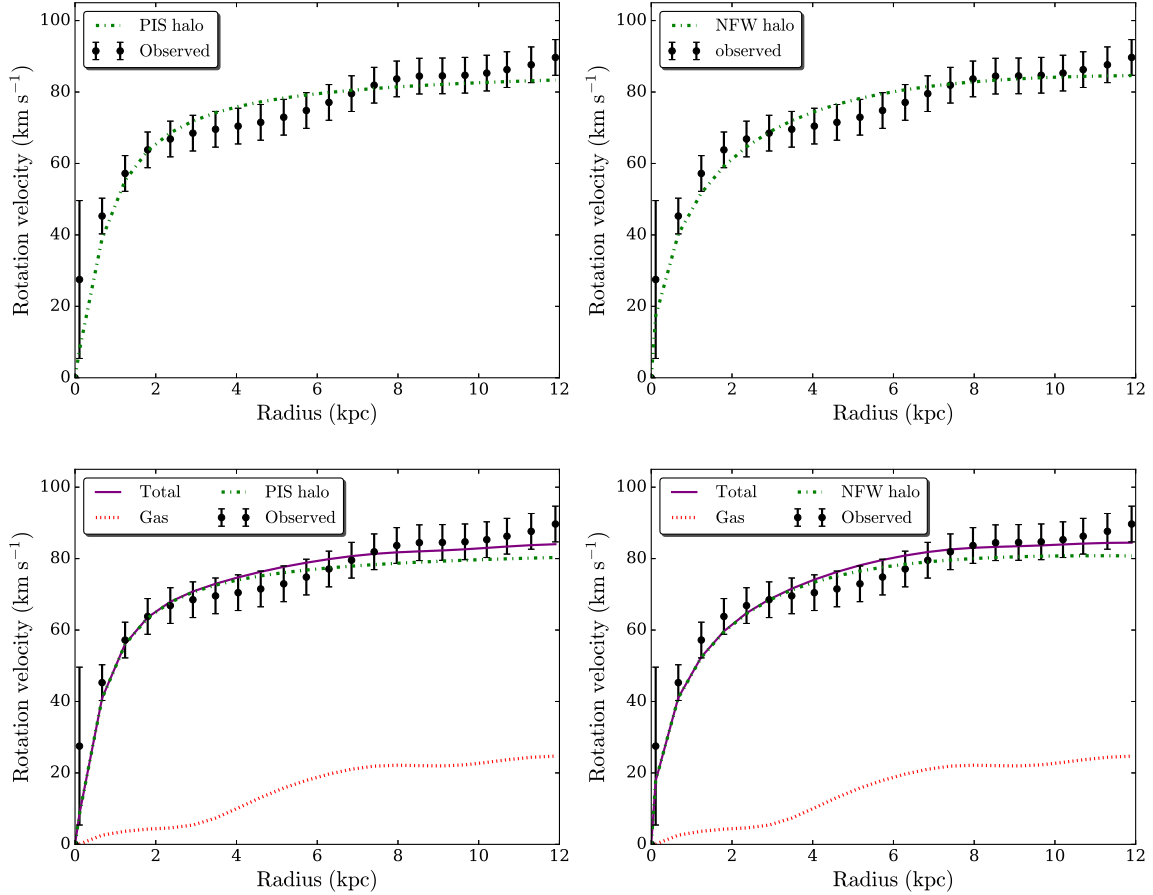 100
80
60
40
20
0
Rotation velocity (km s⁻¹)
PIS halo
Observed
0 2 4 6 8 10 12
Radius (kpc)
100
80
60
40
20
0
Rotation velocity (km s⁻¹)
NFW halo
observed
0 2 4 6 8 10 12
Radius (kpc)
100
80
60
40
20
0
Rotation velocity (km s⁻¹)
Total PIS halo
Gas Observed
0 2 4 6 8 10 12
Radius (kpc)
100
80
60
40
20
0
Rotation velocity (km s⁻¹)
Total NFW halo
Gas Observed
0 2 4 6 8 10 12
Radius (kpc)